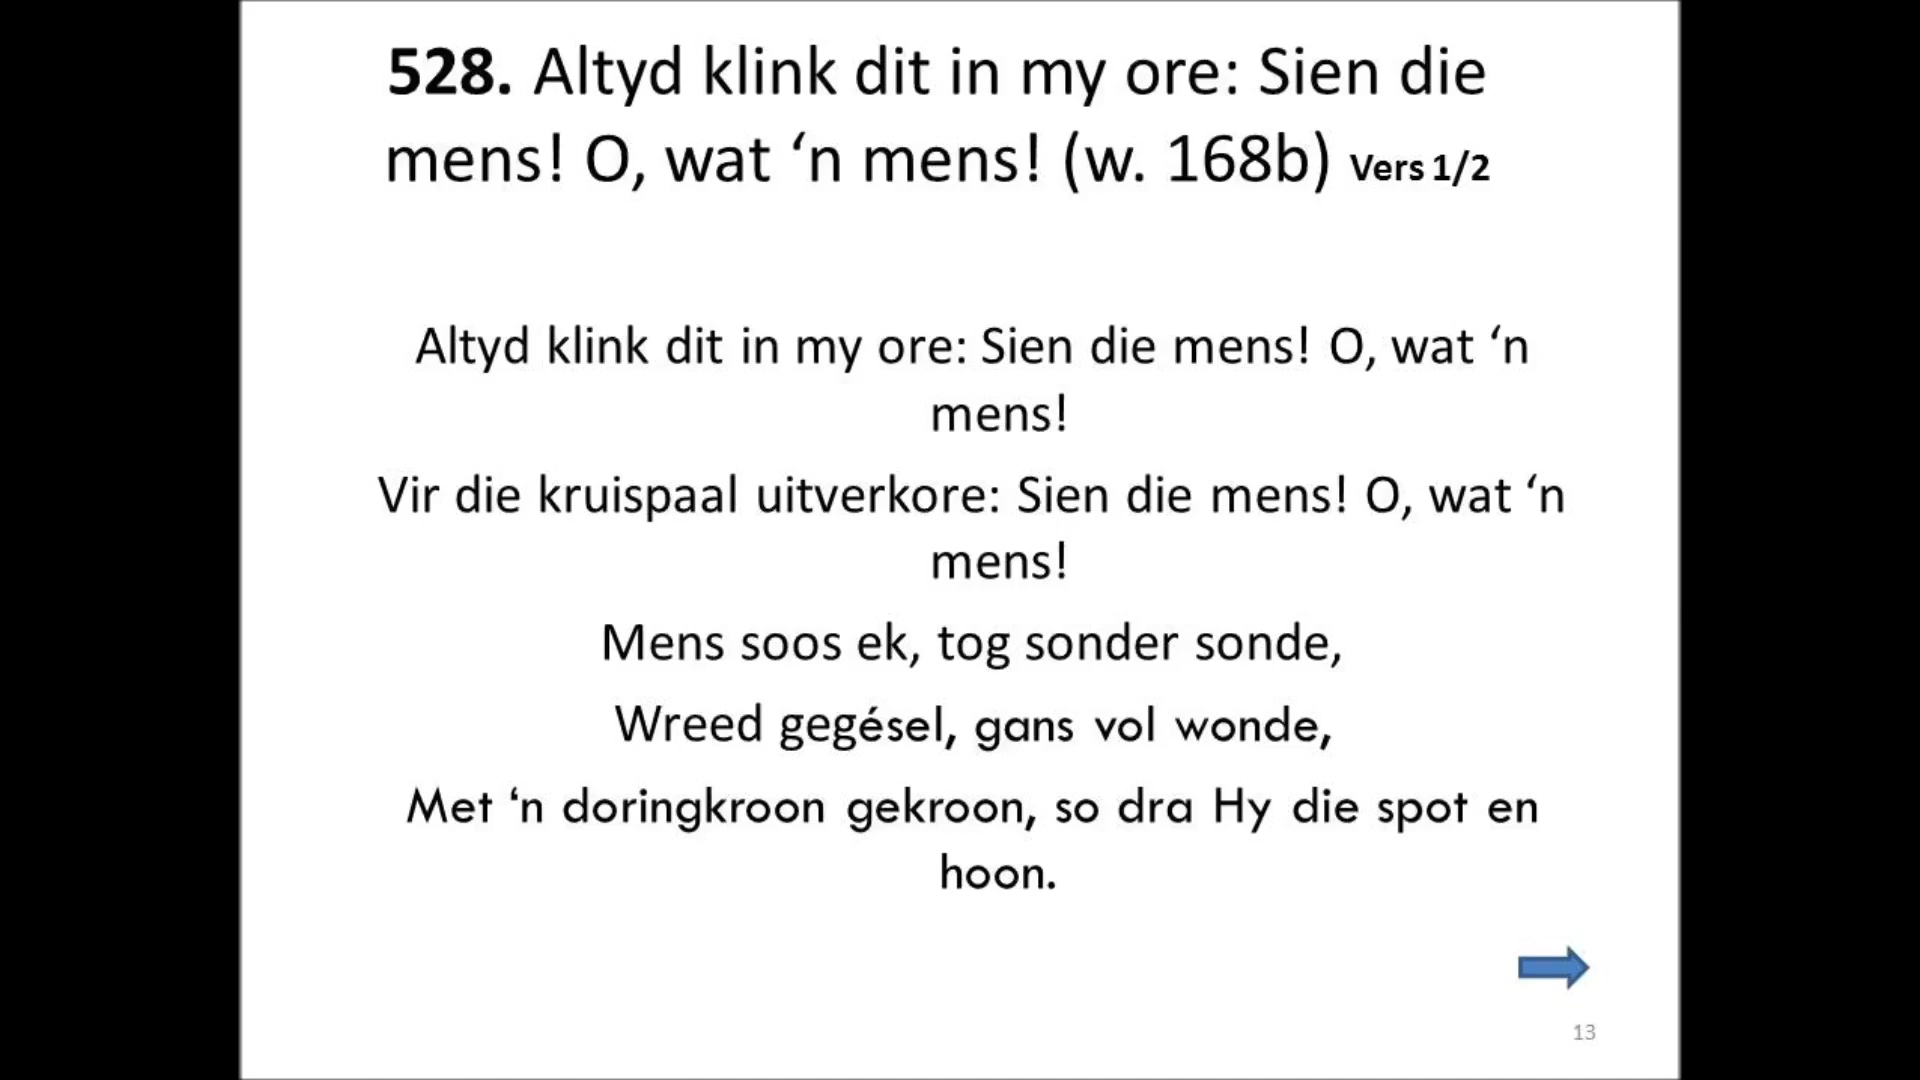 528. Altyd klink dit in my ore: Sien die
mens! O, wat ‘n mens! (w. 168b) Vers 1/2
Altyd klink dit in my ore: Sien die mens! O, wat ‘n
mens!
Vir die kruispaal uitverkore: Sien die mens! O, wat ‘n
mens!
Mens soos ek, tog sonder sonde,
Wreed gegésel, gans vol wonde,
Met ‘n doringkroon gekroon, so dra Hy die spot en
hoon.
13